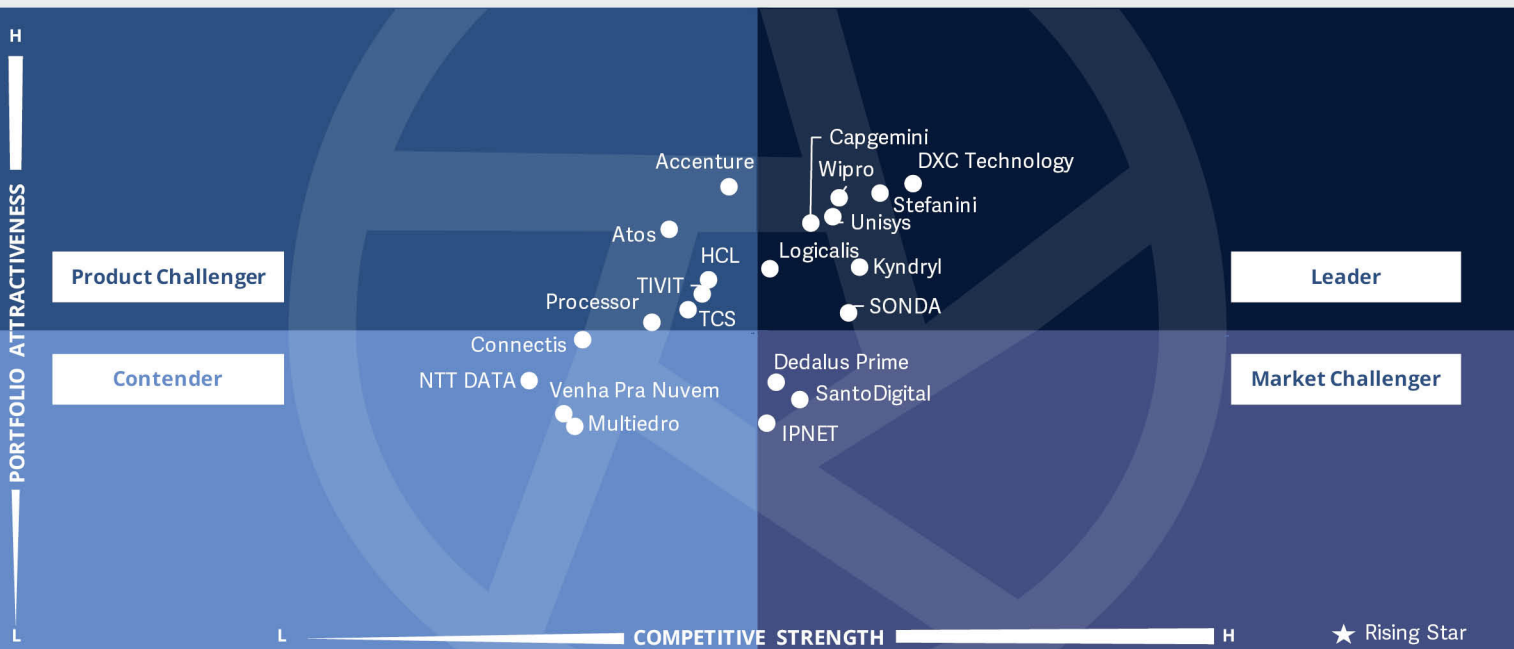 H
PORTFOLIO ATTRACTIVENESS
L
Product Challenger
Leader
Contender
Market Challenger
Capgemini
Accenture
Wipro
DXC Technology
Stefanini
Unisys
Atos
HCL
Logicalis
Kyndryl
TIVIT
Processor
SONDA
TCS
Connectis
NTT DATA
Venha Pra Nuvem
Multiedro
Dedalus Prime
SantoDigital
IPNET
L
COMPETITIVE STRENGTH
H
★ Rising Star